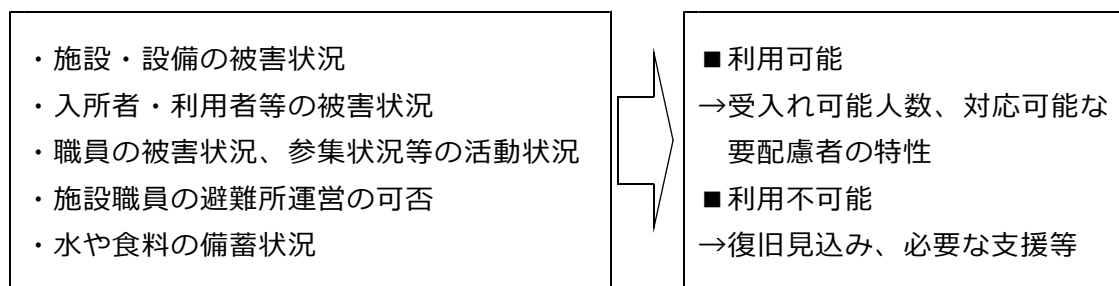 ・施設・設備の被害状況
・入所者・利用者等の被害状況
・職員の被害状況、参集状況等の活動状況
・施設職員の避難所運営の可否
・水や食料の備蓄状況
■利用可能
→受入れ可能人数、対応可能な
要配慮者の特性
■利用不可能
→復旧見込み、必要な支援等